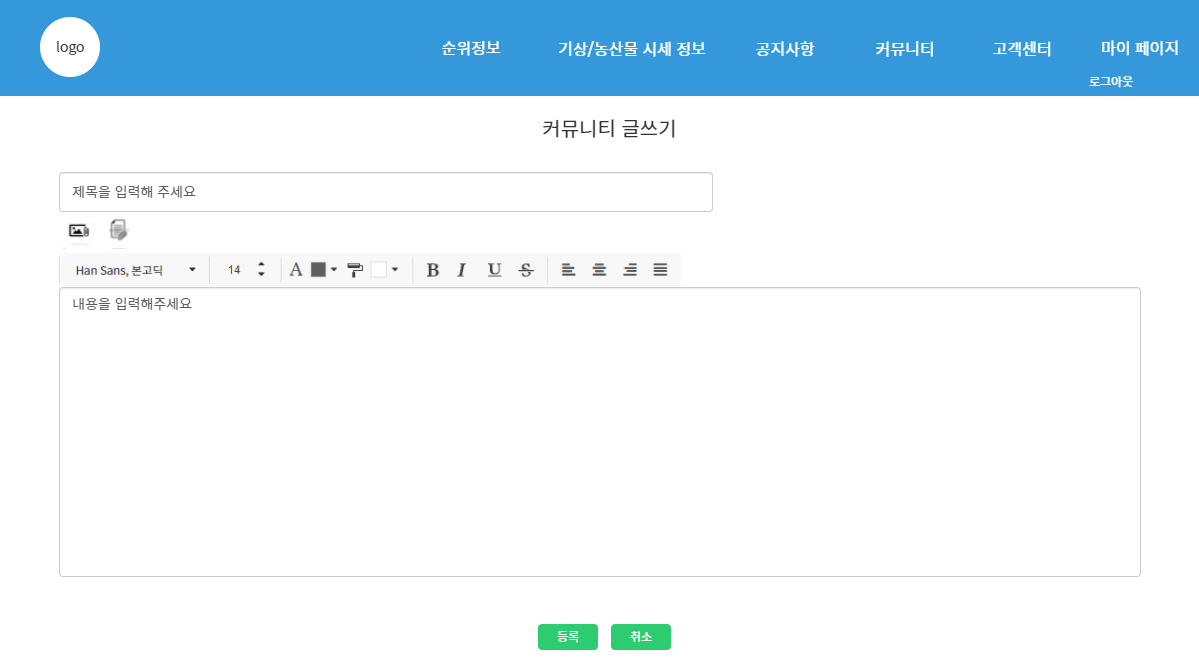 logo
순위정보 기상/농산물 시세 정보 공지사항 커뮤니티 고객센터 마이 페이지
로그아웃
커뮤니티 글쓰기
제목을 입력해 주세요
Han Sans, 본고딕 14 A B I U S
내용을 입력해주세요
등록 취소